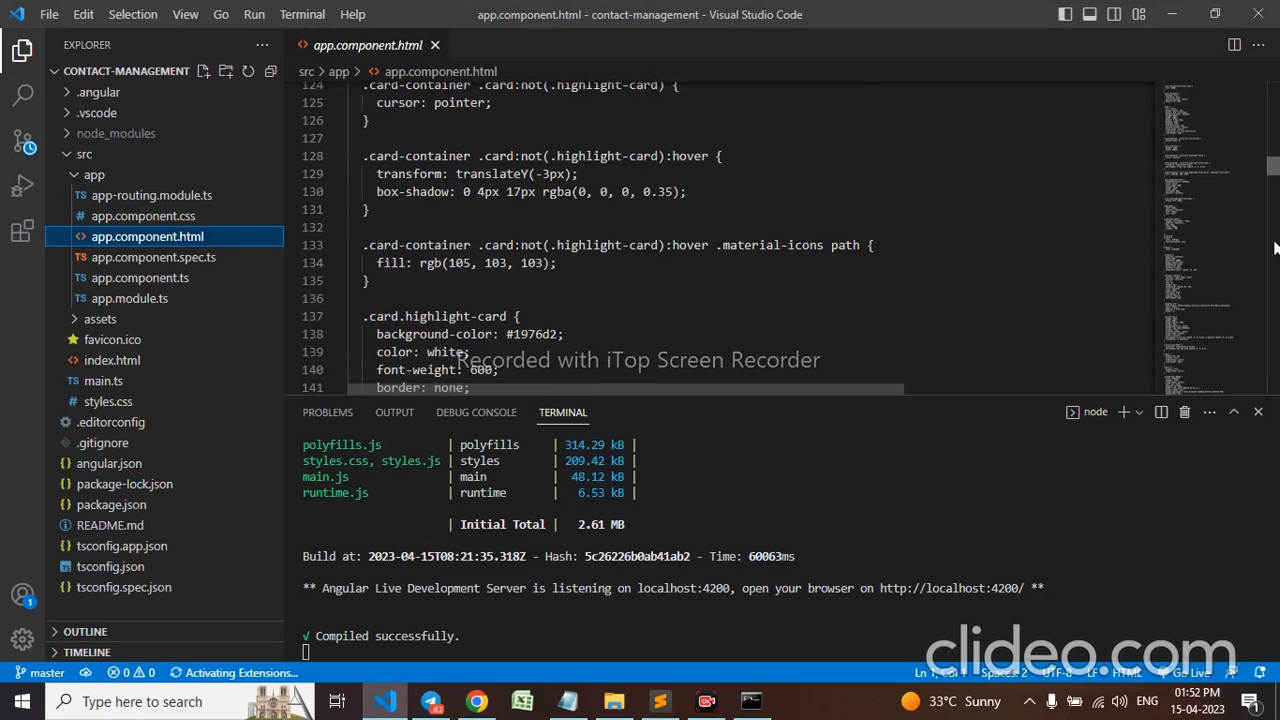 File Edit Selection View Go Run Terminal Help app.component.html - contact-management - Visual Studio Code
EXPLORER
app.component.html
CONTACT-MANAGEMENT
.angular
.vscode
node_modules
src
app
app-routing.module.ts
app.component.css
app.component.html
app.component.spec.ts
app.component.ts
app.module.ts
assets
favicon.ico
index.html
main.ts
styles.css
.editorconfig
.gitignore
angular.json
package-lock.json
package.json
README.md
tsconfig.app.json
tsconfig.json
tsconfig.spec.json
OUTLINE
TIMELINE
src > app > app.component.html
124 .card-container .card:not(.highlight-card) {
125 cursor: pointer;
126 }
127
128 .card-container .card:not(.highlight-card):hover {
129 transform: translateY(-3px);
130 box-shadow: 0 4px 17px rgba(0, 0, 0, 0.35);
131 }
132
133 .card-container .card:not(.highlight-card):hover .material-icons path {
134 fill: rgb(105, 103, 103);
135 }
136
137 .card.highlight-card {
138 background-color: #1976d2;
139 color: white;
140 font-weight: 600;
141 border: none;
Recorded with iTop Screen Recorder
PROBLEMS OUTPUT DEBUG CONSOLE TERMINAL node
polyfills.js | polyfills | 314.29 kB |
styles.css, styles.js | styles | 209.42 kB |
main.js | main | 48.12 kB |
runtime.js | runtime | 6.53 kB |
| Initial Total | 2.61 MB
Build at: 2023-04-15T08:21:35.318Z - Hash: 5c26226b0ab41ab2 - Time: 60063ms
** Angular Live Development Server is listening on localhost:4200, open your browser on http://localhost:4200/ **
√ Compiled successfully.
clideo.com
master 0 0 Activating Extensions... Ln 1, Col 1 Spaces: 2 UTF-8 LF HTML Go Live
Type here to search 82 33°C Sunny ENG 01:52 PM
15-04-2023 1